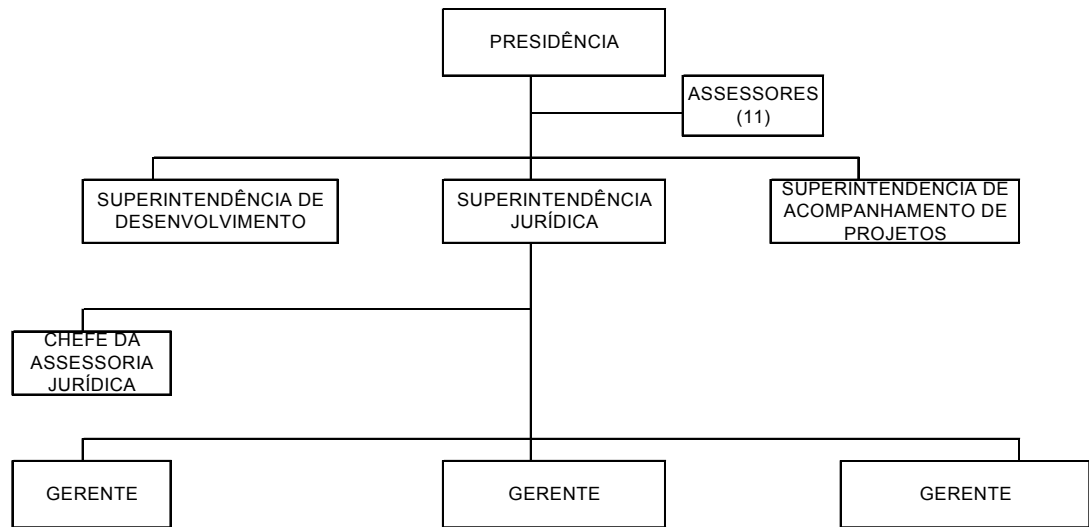 PRESIDÊNCIA
ASSESSORES
(11)
SUPERINTENDÊNCIA DE
DESENVOLVIMENTO
SUPERINTENDÊNCIA
JURÍDICA
SUPERINTENDENCIA DE
ACOMPANHAMENTO DE
PROJETOS
CHEFE DA
ASSESSORIA
JURÍDICA
GERENTE
GERENTE
GERENTE